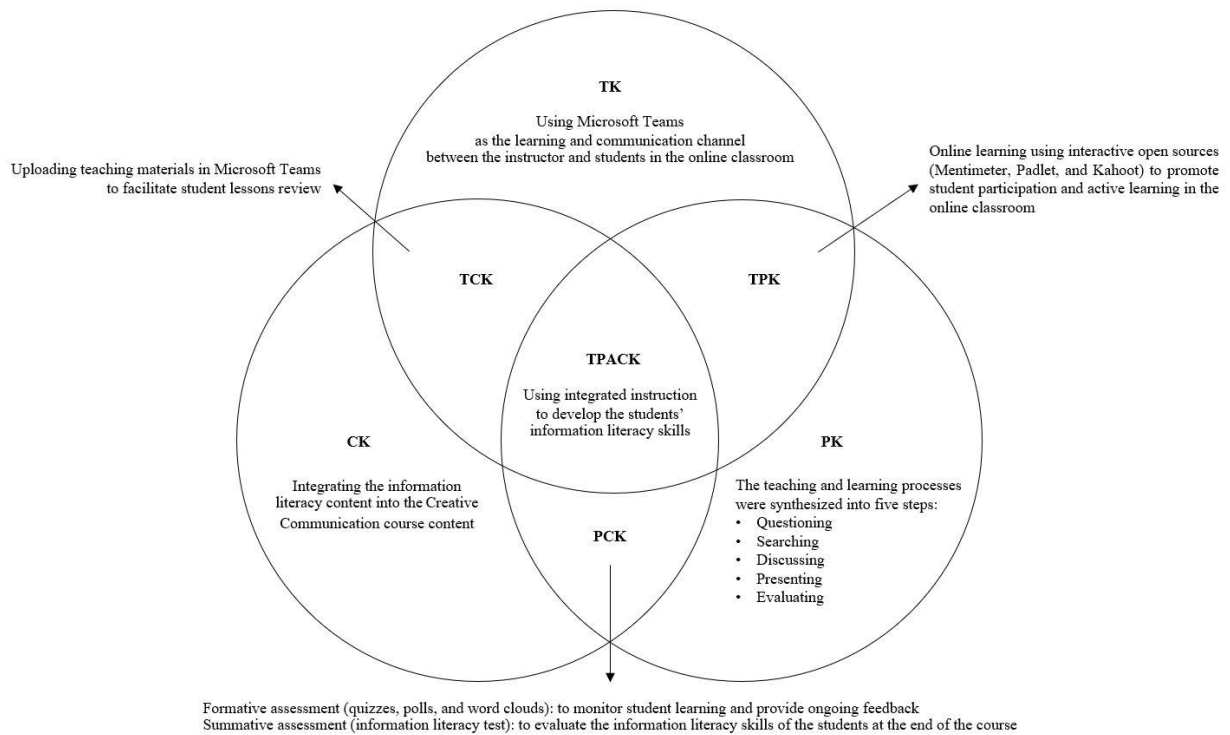 TK
Using Microsoft Teams
as the learning and communication channel
between the instructor and students in the online classroom
Uploading teaching materials in Microsoft Teams
to facilitate student lessons review
Online learning using interactive open sources
(Mentimeter, Padlet, and Kahoot) to promote
student participation and active learning in the
online classroom
TCK
TPK
TPACK
Using integrated instruction
to develop the students’
information literacy skills
CK
Integrating the information
literacy content into the Creative
Communication course content
PK
The teaching and learning processes
were synthesized into five steps:
• Questioning
• Searching
• Discussing
• Presenting
• Evaluating
PCK
Formative assessment (quizzes, polls, and word clouds): to monitor student learning and provide ongoing feedback
Summative assessment (information literacy test): to evaluate the information literacy skills of the students at the end of the course